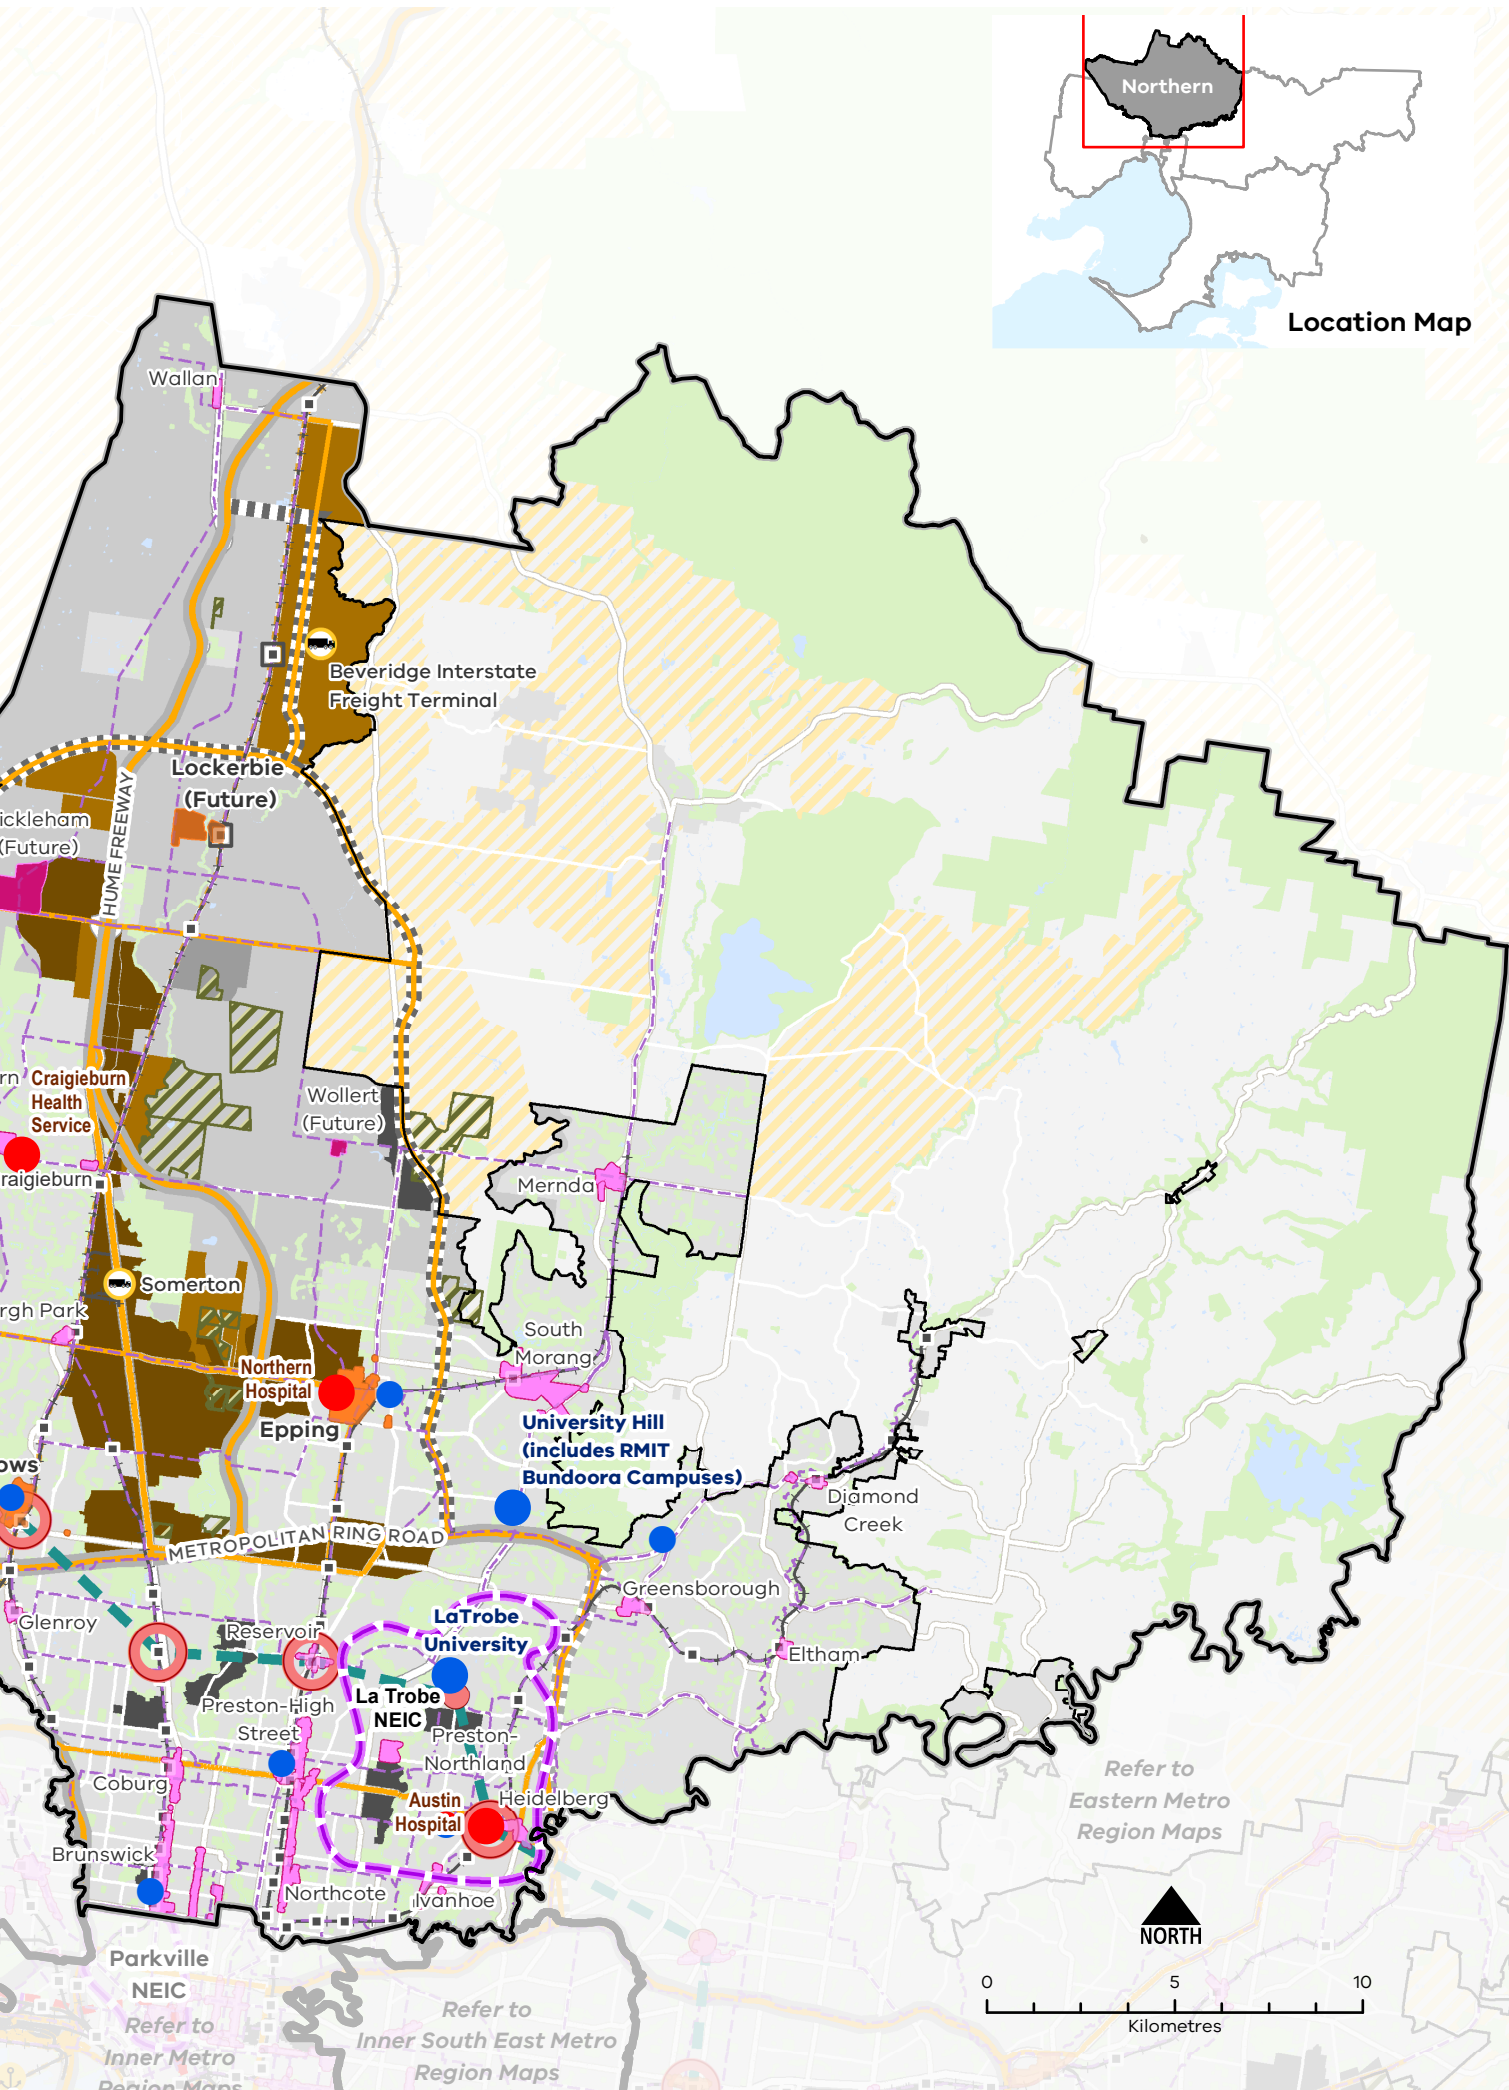 Northern
Location Map
Wallan
Beveridge Interstate
Freight Terminal
Lockerbie
(Future)
ickleham
(Future)
HUME FREEWAY
rn
Craigieburn
Health
Service
raigieburn
Wollert
(Future)
Mernda
Somerton
rgh Park
South
Morang
Northern
Hospital
Epping
University Hill
(includes RMIT
Bundoora Campuses)
ows
Diamond
Creek
METROPOLITAN RING ROAD
Greensborough
Glenroy
Reservoir
LaTrobe
University
Eltham
La Trobe
NEIC
Preston-High
Street
Preston-
Northland
Coburg
Austin
Hospital
Heidelberg
Brunswick
Northcote
Ivanhoe
Refer to
Eastern Metro
Region Maps
NORTH
Parkville
NEIC
Refer to
Inner Metro
Region Maps
Refer to
Inner South East Metro
Region Maps
0 5 10
Kilometres